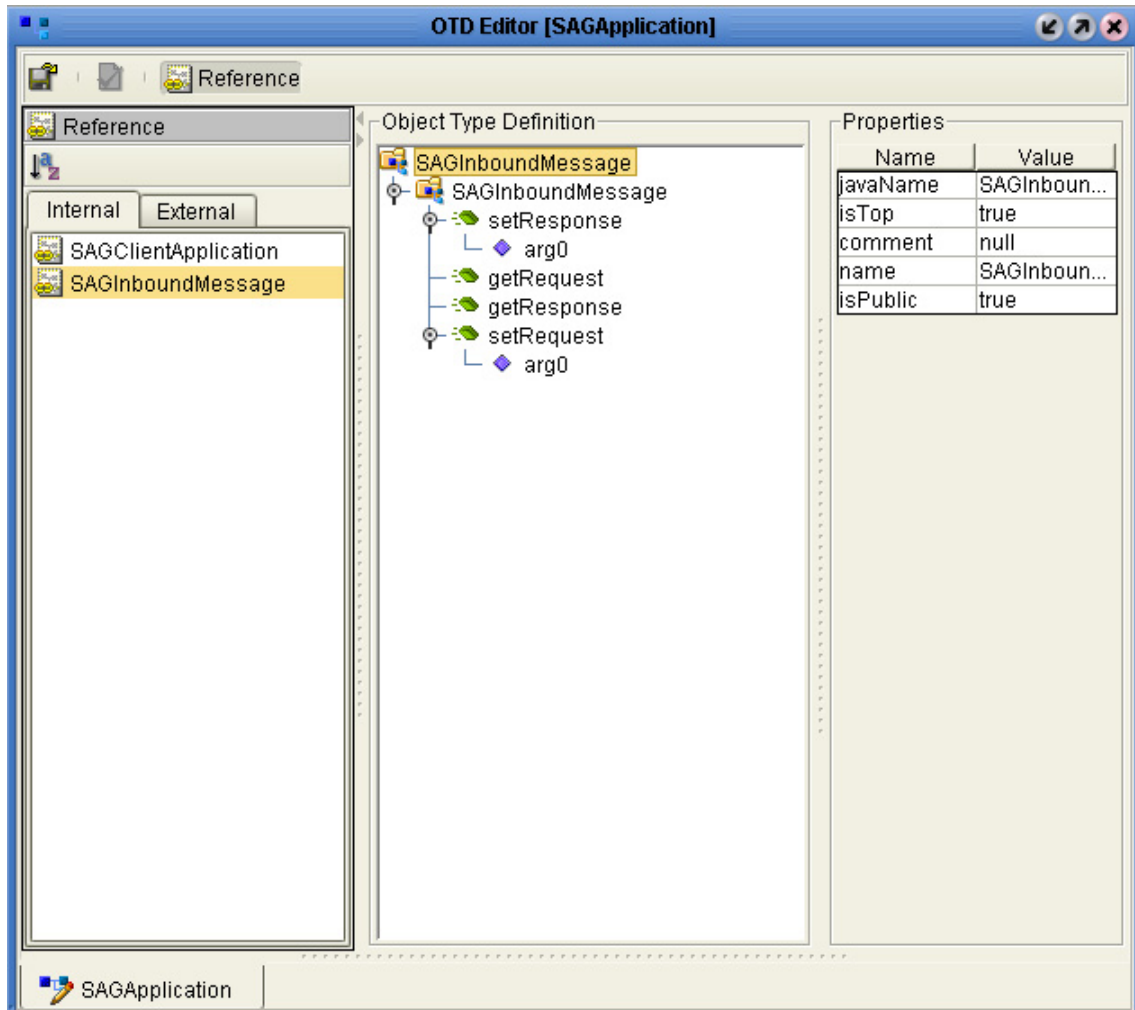 OTD Editor [SAGApplication]
Reference
Reference
Internal External
SAGClientApplication
SAGInboundMessage
Object Type Definition
SAGInboundMessage
SAGInboundMessage
setResponse
arg0
getRequest
getResponse
setRequest
arg0
Properties
Name Value
javaName SAGInboun...
isTop true
comment null
name SAGInboun...
isPublic true
SAGApplication